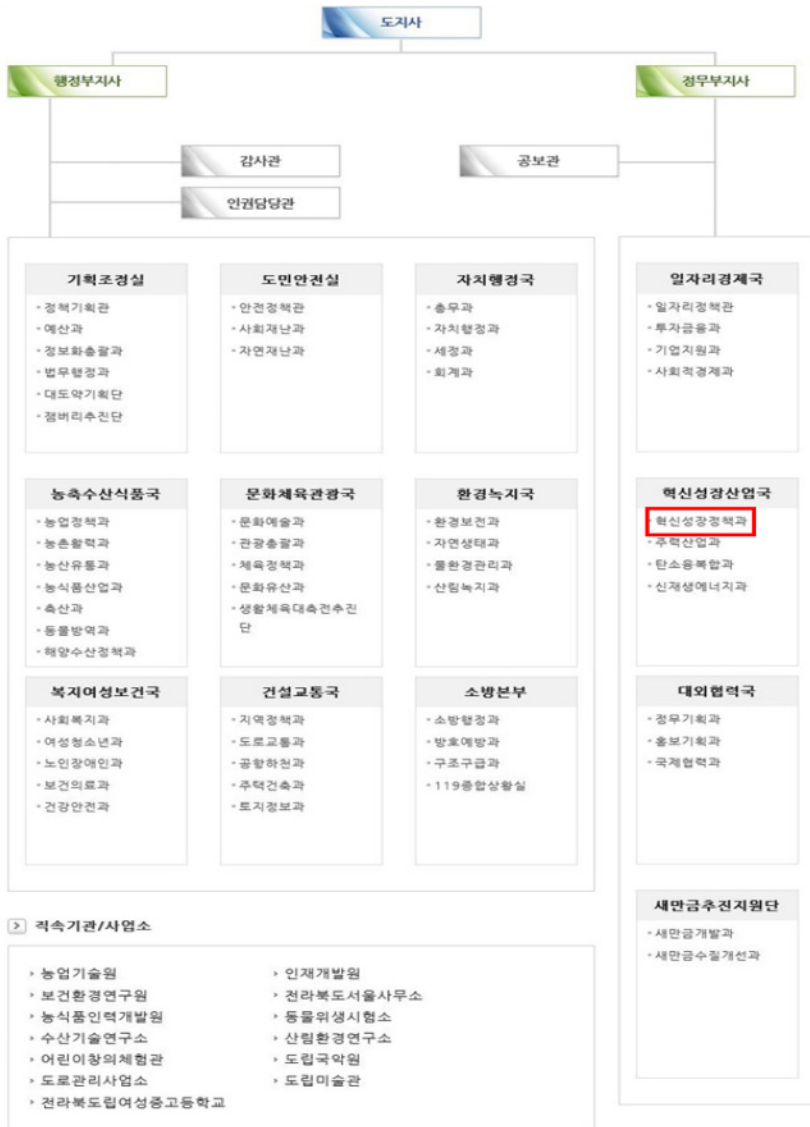 도지사
행정부지사
정무부지사
감사관
공보관
인권담당관
기획조정실
- 정책기획관
- 예산과
- 정보화총괄과
- 법무행정과
- 대도약기획단
- 잼버리추진단
도민안전실
- 안전정책관
- 사회재난과
- 자연재난과
자치행정국
- 총무과
- 자치행정과
- 세정과
- 회계과
일자리경제국
- 일자리정책관
- 투자금융과
- 기업지원과
- 사회적경제과
농축수산식품국
- 농업정책과
- 농촌활력과
- 농산유통과
- 농식품산업과
- 축산과
- 동물방역과
- 해양수산정책과
문화체육관광국
- 문화예술과
- 관광총괄과
- 체육정책과
- 문화유산과
- 생활체육대축전추진
단
환경녹지국
- 환경보전과
- 자연생태과
- 물환경관리과
- 산림녹지과
혁신성장산업국
- 혁신성장정책과
- 주력산업과
- 탄소융복합과
- 신재생에너지과
복지여성보건국
- 사회복지과
- 여성청소년과
- 노인장애인과
- 보건의료과
- 건강안전과
건설교통국
- 지역정책과
- 도로교통과
- 공항하천과
- 주택건축과
- 토지정보과
소방본부
- 소방행정과
- 방호예방과
- 구조구급과
- 119종합상황실
대외협력국
- 정무기획과
- 홍보기획과
- 국제협력과
새만금추진지원단
- 새만금개발과
- 새만금수질개선과
> 직속기관/사업소
› 농업기술원
› 보건환경연구원
› 농식품인력개발원
› 수산기술연구소
› 어린이창의체험관
› 도로관리사업소
› 전라북도립여성중고등학교
› 인재개발원
› 전라북도서울사무소
› 동물위생시험소
› 산림환경연구소
› 도립국악원
› 도립미술관